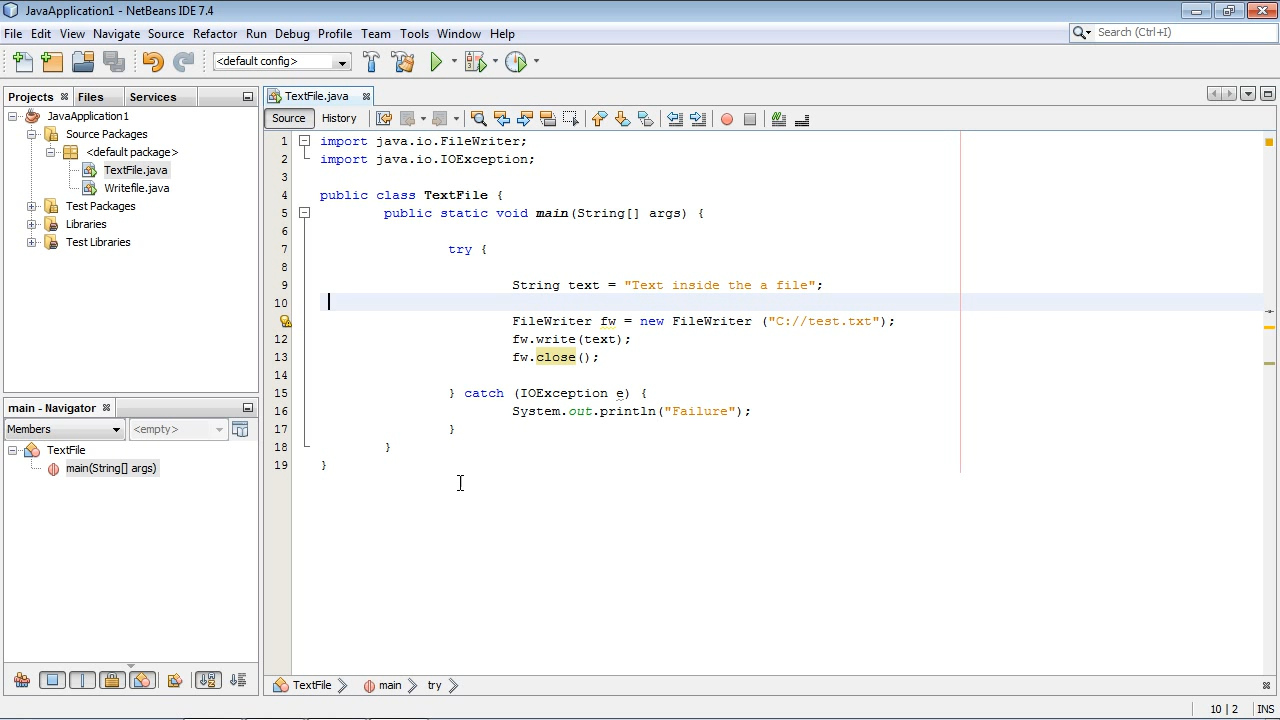 JavaApplication1 - NetBeans IDE 7.4
File Edit View Navigate Source Refactor Run Debug Profile Team Tools Window Help
Search (Ctrl+I)
<default config>
Projects Files Services
JavaApplication1
Source Packages
<default package>
TextFile.java
Writefile.java
Test Packages
Libraries
Test Libraries
main - Navigator
Members <empty>
TextFile
main(String[] args)
TextFile.java
Source History
1 import java.io.FileWriter;
2 import java.io.IOException;
3
4 public class TextFile {
5 public static void main(String[] args) {
6
7 try {
8
9 String text = "Text inside the a file";
10
FileWriter fw = new FileWriter ("C://test.txt");
12 fw.write(text);
13 fw.close();
14
15 } catch (IOException e) {
16 System.out.println("Failure");
17 }
18 }
19 }
TextFile main try
10 | 2 INS